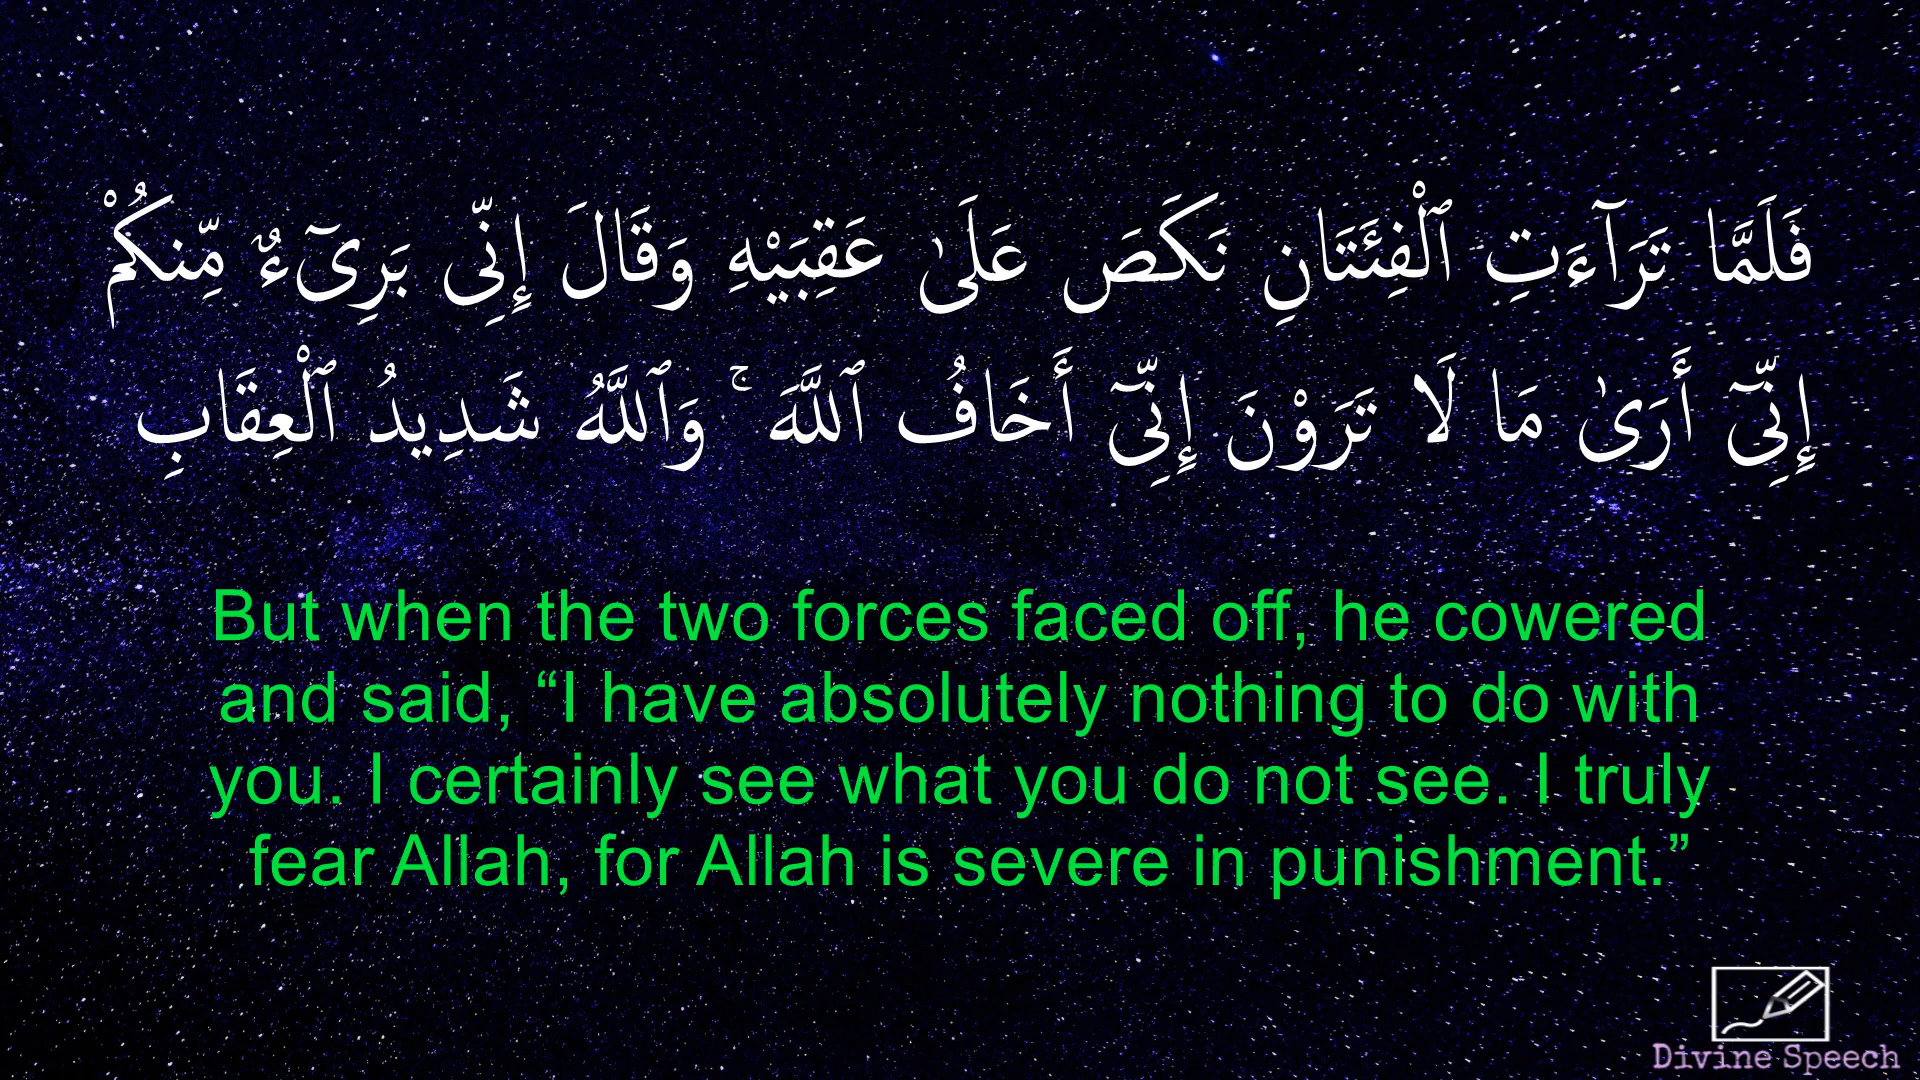 فَلَمَّا تَرَآءَتِ ٱلْفِئَتَانِ نَكَصَ عَلَىٰ عَقِبَيْهِ وَقَالَ إِنِّى بَرِىٓءٌ مِّنكُمْ
إِنِّىٓ أَرَىٰ مَا لَا تَرَوْنَ إِنِّىٓ أَخَافُ ٱللَّهَ ۚ وَٱللَّهُ شَدِيدُ ٱلْعِقَابِ
But when the two forces faced off, he cowered
and said, “I have absolutely nothing to do with
you. I certainly see what you do not see. I truly
fear Allah, for Allah is severe in punishment.”
Divine Speech